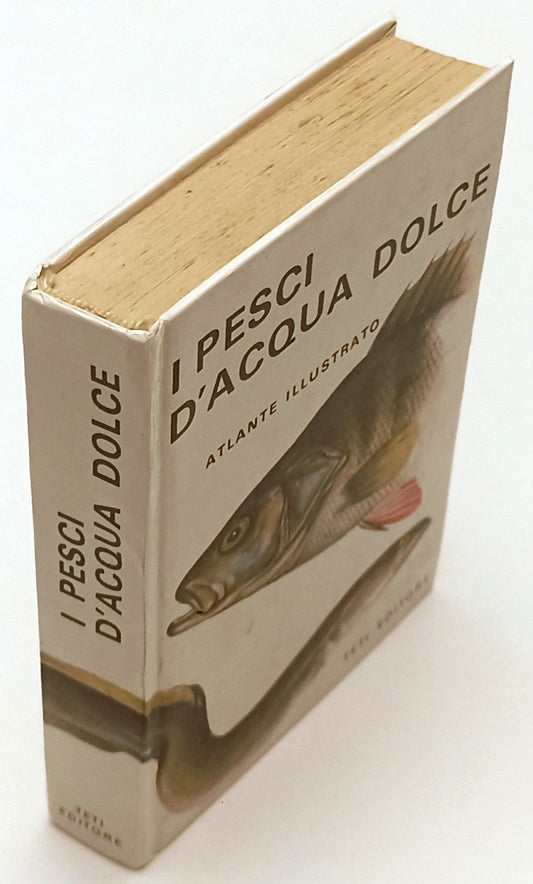 I PESCI
D'ACQUA DOLCE
ATLANTE ILLUSTRATO
TETI EDITORE
I PESCI
D'ACQUA DOLCE
TETI
EDITORE